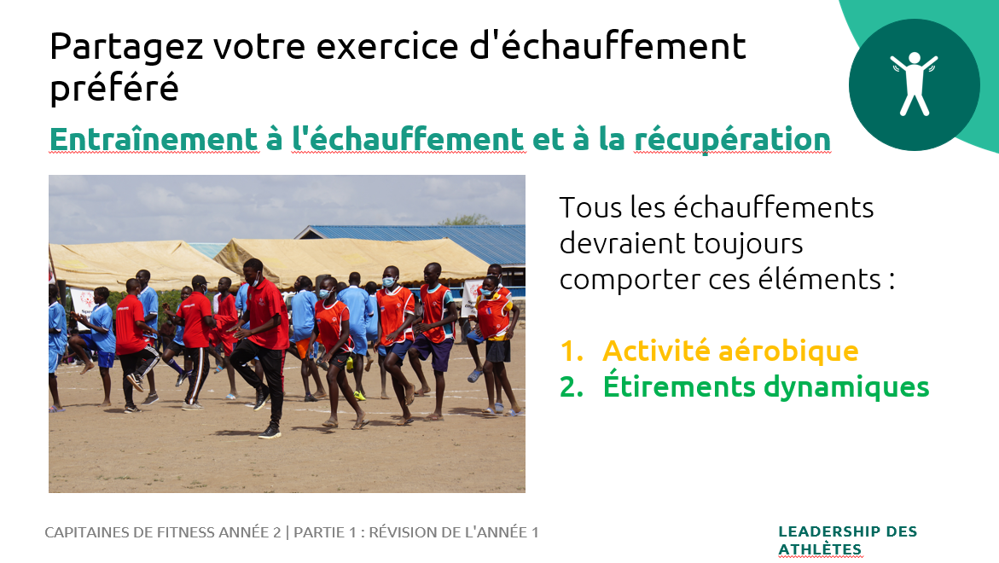 Partagez votre exercice d'échauffement
préféré
Entraînement à l'échauffement et à la récupération
Tous les échauffements
devraient toujours
comporter ces éléments :
1. Activité aérobique
2. Étirements dynamiques
CAPITAINES DE FITNESS ANNÉE 2 | PARTIE 1 : RÉVISION DE L'ANNÉE 1
LEADERSHIP DES
ATHLÈTES